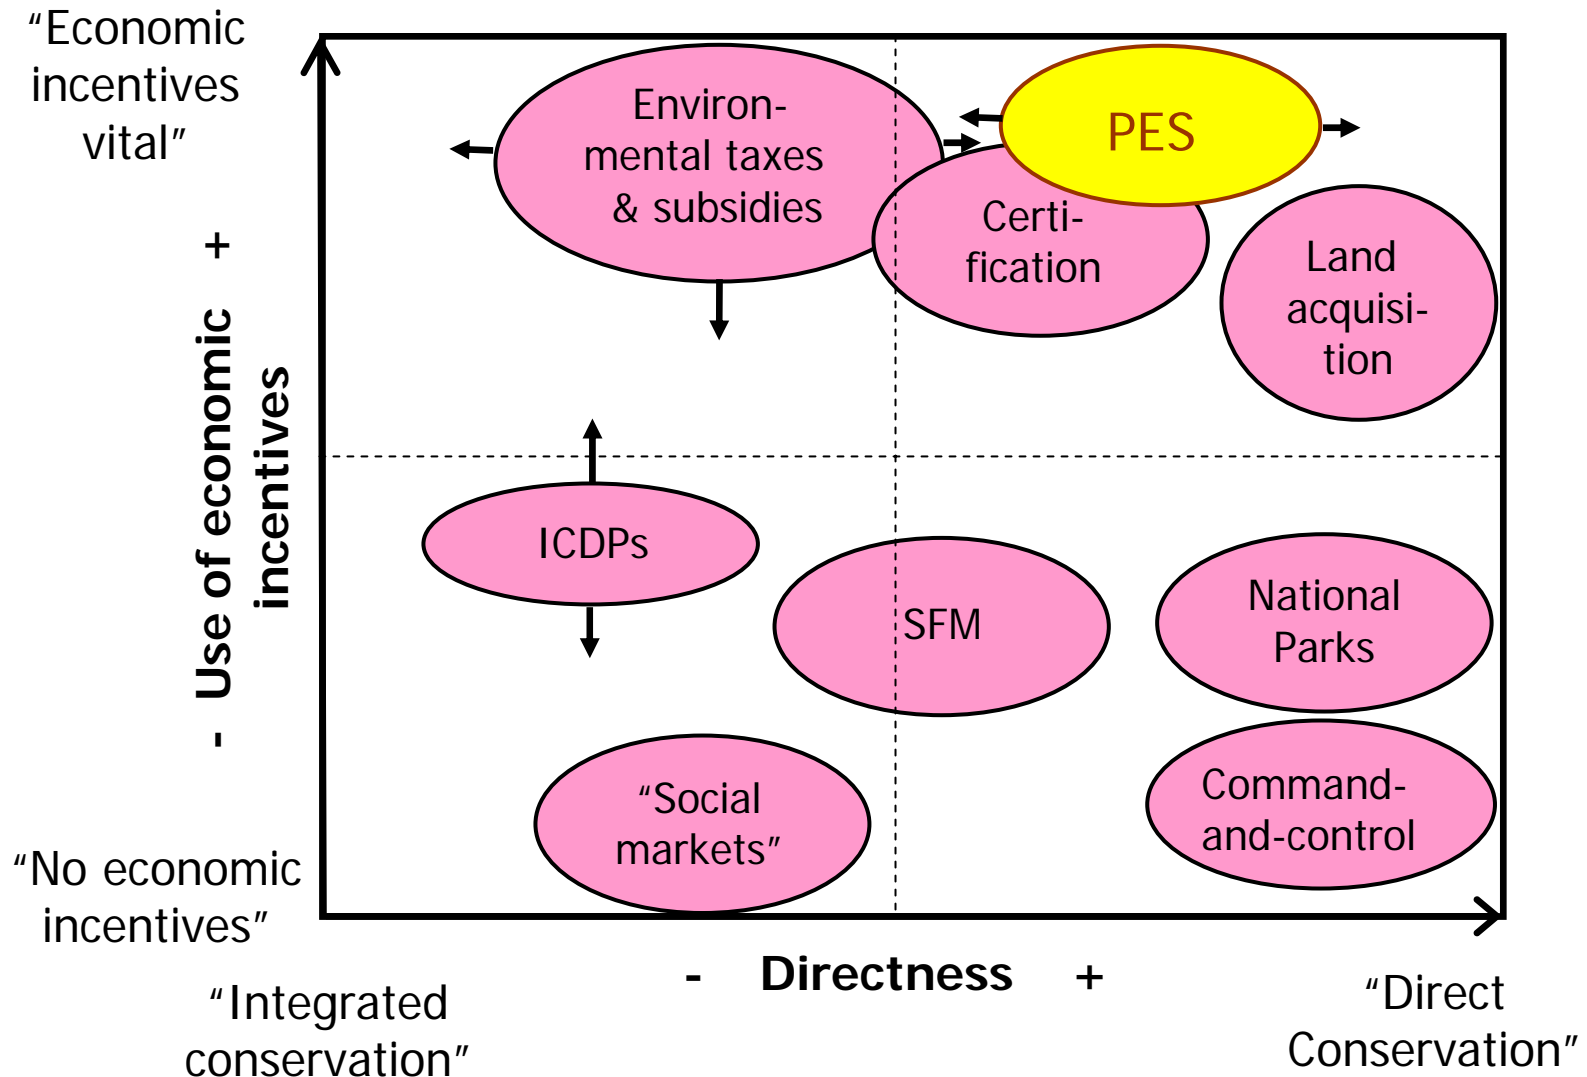 “Economic
incentives
vital”
- Use of economic +
incentives
“No economic
incentives”
Environ-
mental taxes
& subsidies
PES
Certi-
fication
Land
acquisi-
tion
ICDPs
SFM
National
Parks
“Social
markets”
Command-
and-control
- Directness +
“Integrated
conservation”
“Direct
Conservation”